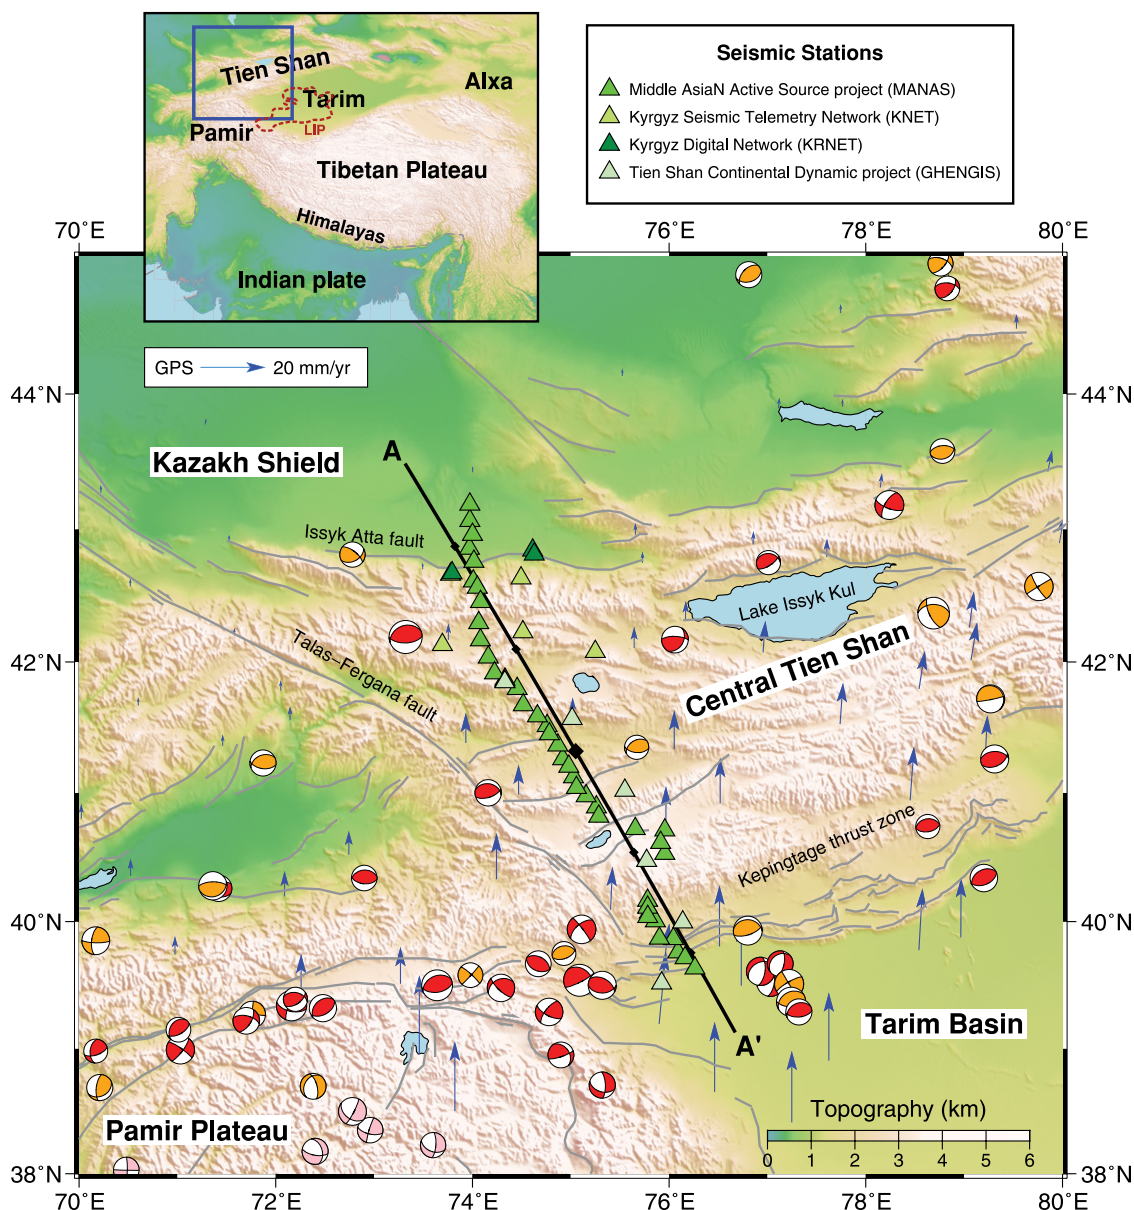 Tien Shan
Alxa
Tarim
LIP
Pamir
Tibetan Plateau
Himalayas
Indian plate
Seismic Stations
Middle AsiaN Active Source project (MANAS)
Kyrgyz Seismic Telemetry Network (KNET)
Kyrgyz Digital Network (KRNET)
Tien Shan Continental Dynamic project (GHENGIS)
70˚E
76˚E
78˚E
80˚E
GPS
20 mm/yr
44˚N
44˚N
Kazakh Shield
A
Issyk Atta fault
Lake Issyk Kul
42˚N
42˚N
Talas–Fergana fault
Central Tien Shan
Kepingtage thrust zone
40˚N
40˚N
Tarim Basin
A'
Pamir Plateau
Topography (km)
0 1 2 3 4 5 6
38˚N
38˚N
70˚E
72˚E
74˚E
76˚E
78˚E
80˚E